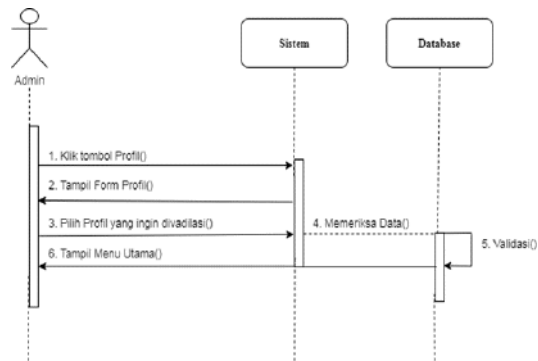 Sistem
Database
Admin
1. Klik tombol Profil()
2. Tampil Form Profil()
3. Pilih Profil yang ingin divadilasi()
4. Memeriksa Data()
5. Validasi()
6. Tampil Menu Utama()